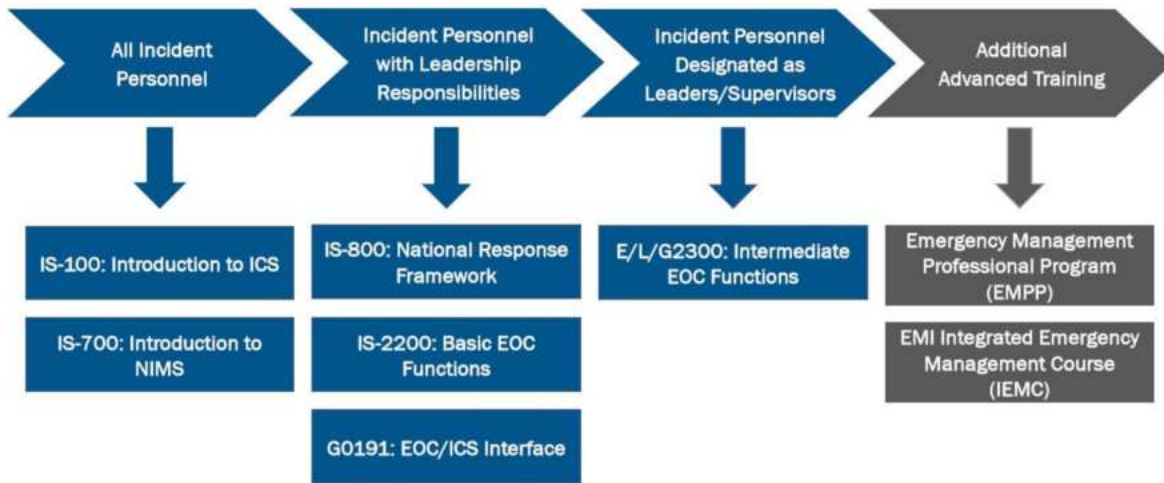 All Incident
Personnel
Incident Personnel
with Leadership
Responsibilities
Incident Personnel
Designated as
Leaders/Supervisors
Additional
Advanced Training
IS-100: Introduction to ICS
IS-700: Introduction to
NIMS
IS-800: National Response
Framework
IS-2200: Basic EOC
Functions
G0191: EOC/ICS Interface
E/L/G2300: Intermediate
EOC Functions
Emergency Management
Professional Program
(EMPP)
EMI Integrated Emergency
Management Course
(IEMC)